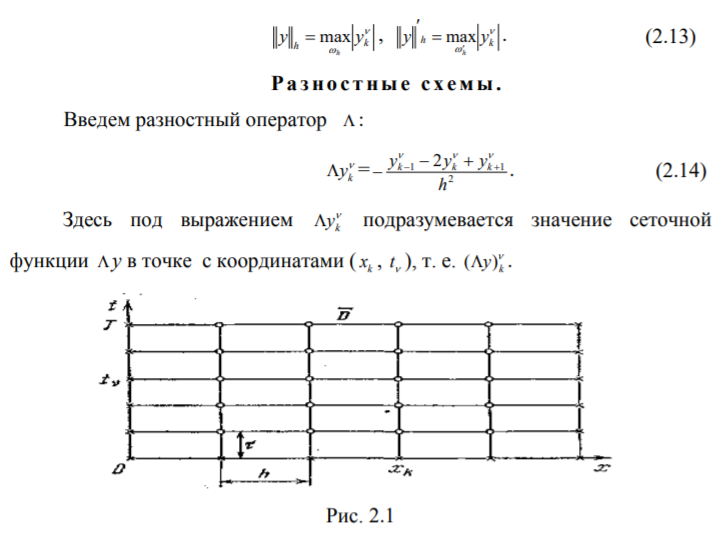 ‖y‖_h = max_{ω_h} |y_k^ν| , ‖y‖'_h = max_{ω'_h} |y_k^ν| . (2.13)
Разностные схемы.
Введем разностный оператор Λ :
Λy_k^ν = − (y_{k−1}^ν − 2y_k^ν + y_{k+1}^ν) / h^2 . (2.14)
Здесь под выражением Λy_k^ν подразумевается значение сеточной
функции Λ y в точке с координатами ( x_k , t_ν ), т. е. (Λy)_k^ν .
t
D̅
T
t_ν
τ
0
h
x_k
x
Рис. 2.1